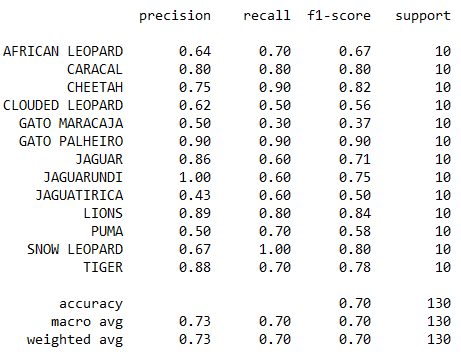 precision recall f1-score support
AFRICAN LEOPARD 0.64 0.70 0.67 10
CARACAL 0.80 0.80 0.80 10
CHEETAH 0.75 0.90 0.82 10
CLOUDED LEOPARD 0.62 0.50 0.56 10
GATO MARACAJA 0.50 0.30 0.37 10
GATO PALHEIRO 0.90 0.90 0.90 10
JAGUAR 0.86 0.60 0.71 10
JAGUARUNDI 1.00 0.60 0.75 10
JAGUATIRICA 0.43 0.60 0.50 10
LIONS 0.89 0.80 0.84 10
PUMA 0.50 0.70 0.58 10
SNOW LEOPARD 0.67 1.00 0.80 10
TIGER 0.88 0.70 0.78 10
accuracy 0.70 130
macro avg 0.73 0.70 0.70 130
weighted avg 0.73 0.70 0.70 130